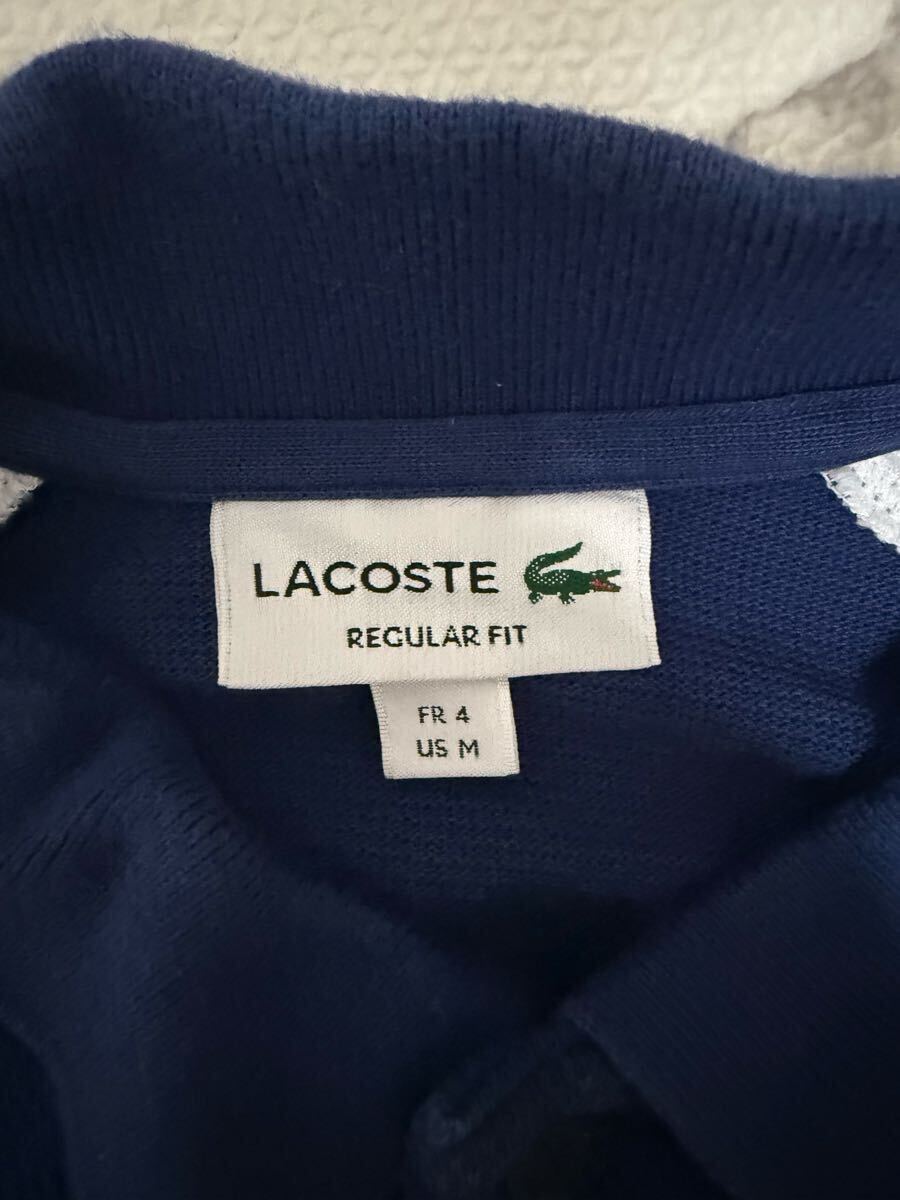 LACOSTE
REGULAR FIT
FR 4
US M